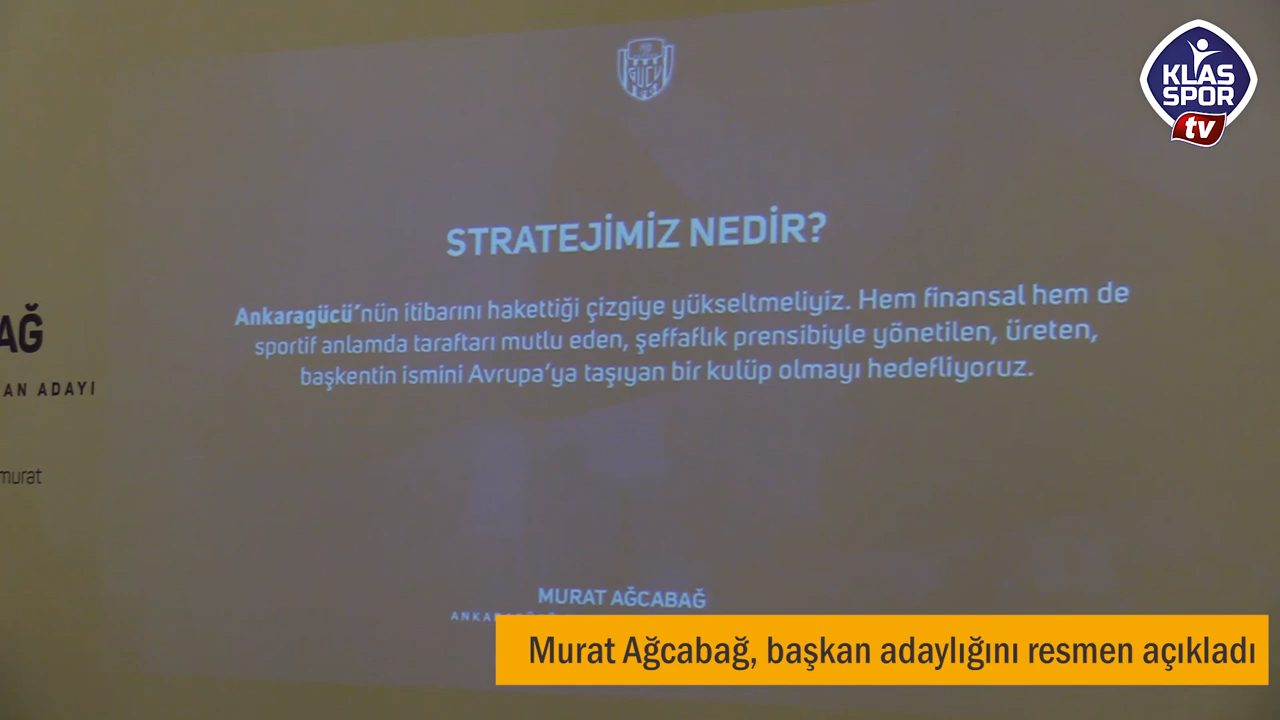 KLAS
SPOR
tv
GÜCÜ
STRATEJİMİZ NEDİR?
Ankaragücü'nün itibarını hakettiği çizgiye yükseltmeliyiz. Hem finansal hem de
sportif anlamda taraftarı mutlu eden, şeffaflık prensibiyle yönetilen, üreten,
başkentin ismini Avrupa'ya taşıyan bir kulüp olmayı hedefliyoruz.
AĞ
AN ADAYI
murat
MURAT AĞCABAĞ
Murat Ağcabağ, başkan adaylığını resmen açıkladı